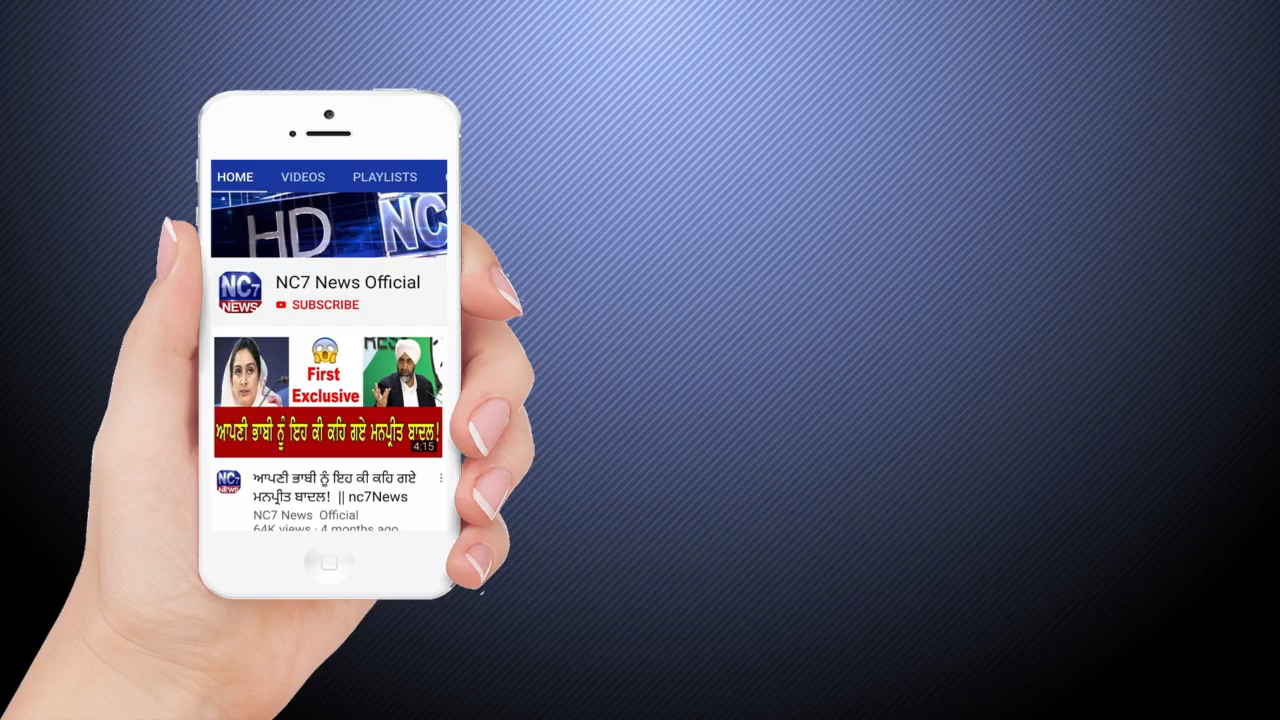 HOME VIDEOS PLAYLISTS
HD NC
NC7 NEWS
NC7 News Official
SUBSCRIBE
First
Exclusive
ਆਪਣੀ ਭਾਬੀ ਨੂੰ ਇਹ ਕੀ ਕਹਿ ਗਏ ਮਨਪ੍ਰੀਤ ਬਾਦਲ!
4:15
NC7 NEWS
ਆਪਣੀ ਭਾਬੀ ਨੂੰ ਇਹ ਕੀ ਕਹਿ ਗਏ
ਮਨਪ੍ਰੀਤ ਬਾਦਲ! || nc7News
NC7 News Official
64K views · 4 months ago